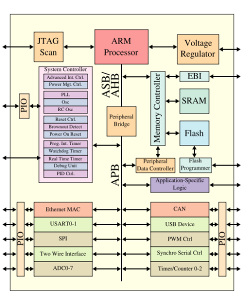 JTAG
Scan
ARM
Processor
Voltage
Regulator
System Controller
Advanced Int. Ctrl.
Power Mgt. Ctrl.
PLL
Osc
RC Osc
Reset Ctrl.
Brownout Detect
Power On Reset
Prog. Int. Timer
Watchdog Timer
Real Time Timer
Debug Unit
PID Ctrl.
PIO
ASB/
AHB
Peripheral
Bridge
APB
Memory Controller
EBI
SRAM
Flash
Peripheral
Data Controller
Flash
Programmer
Application-Specific
Logic
PIO
Ethernet MAC
USART0-1
SPI
Two Wire Interface
ADC0-7
CAN
USB Device
PWM Ctrl
Synchro Serial Ctrl
Timer/Counter 0-2
PIO